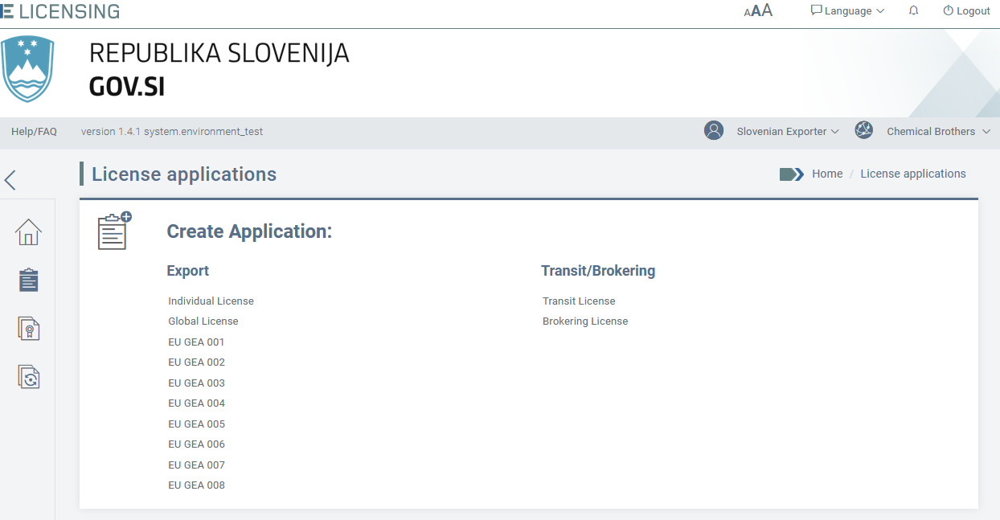 E LICENSING
AAA Language Logout
REPUBLIKA SLOVENIJA
GOV.SI
Help/FAQ version 1.4.1 system.environment_test Slovenian Exporter Chemical Brothers
License applications
Home / License applications
Create Application:
Export
Individual License
Global License
EU GEA 001
EU GEA 002
EU GEA 003
EU GEA 004
EU GEA 005
EU GEA 006
EU GEA 007
EU GEA 008
Transit/Brokering
Transit License
Brokering License